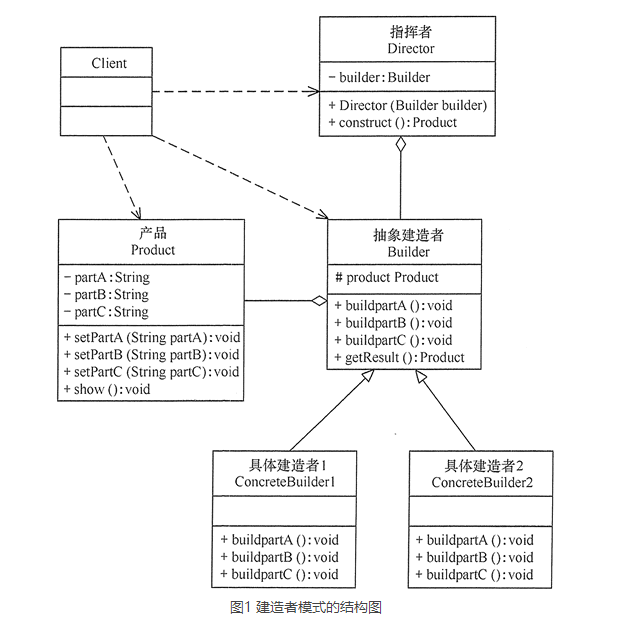 指挥者
Director
- builder:Builder
+ Director (Builder builder)
+ construct ():Product
Client
产品
Product
- partA:String
- partB:String
- partC:String
+ setPartA (String partA):void
+ setPartB (String partB):void
+ setPartC (String partC):void
+ show ():void
抽象建造者
Builder
# product Product
+ buildpartA ():void
+ buildpartB ():void
+ buildpartC ():void
+ getResult ():Product
具体建造者1
ConcreteBuilder1
+ buildpartA ():void
+ buildpartB ():void
+ buildpartC ():void
具体建造者2
ConcreteBuilder2
+ buildpartA ():void
+ buildpartB ():void
+ buildpartC ():void
图1 建造者模式的结构图